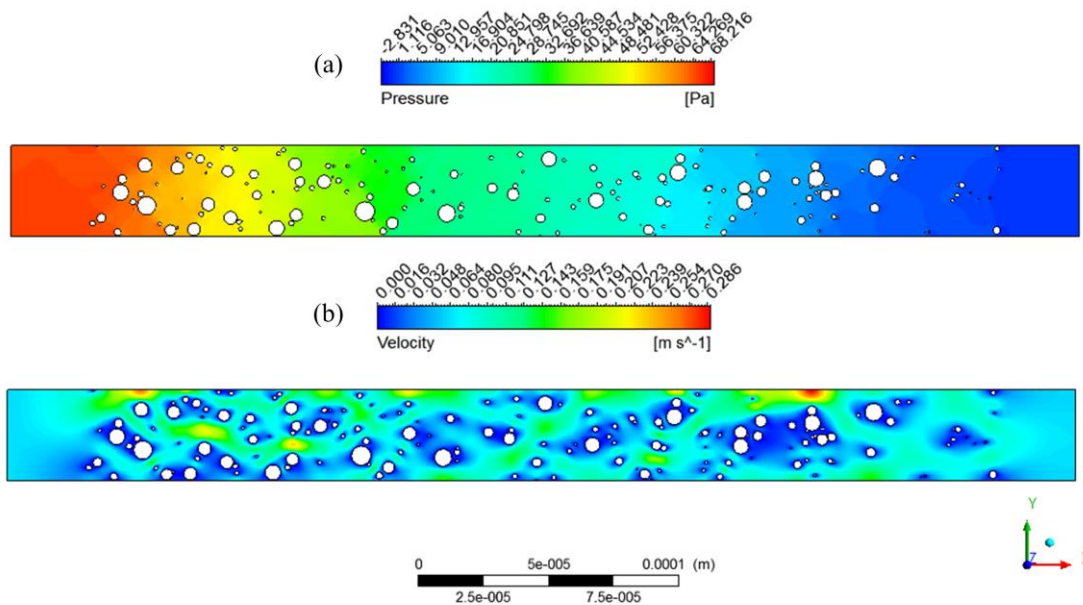 -2.831 1.116 5.063 9.010 12.957 16.904 20.851 24.798 28.745 32.692 36.639 40.587 44.534 48.481 52.428 56.375 60.322 64.269 68.216
(a)
Pressure [Pa]
0.000 0.016 0.032 0.048 0.064 0.080 0.095 0.111 0.127 0.143 0.159 0.175 0.191 0.207 0.223 0.239 0.254 0.270 0.286
(b)
Velocity [m s^-1]
Y
Z
0 5e-005 0.0001 (m)
2.5e-005 7.5e-005